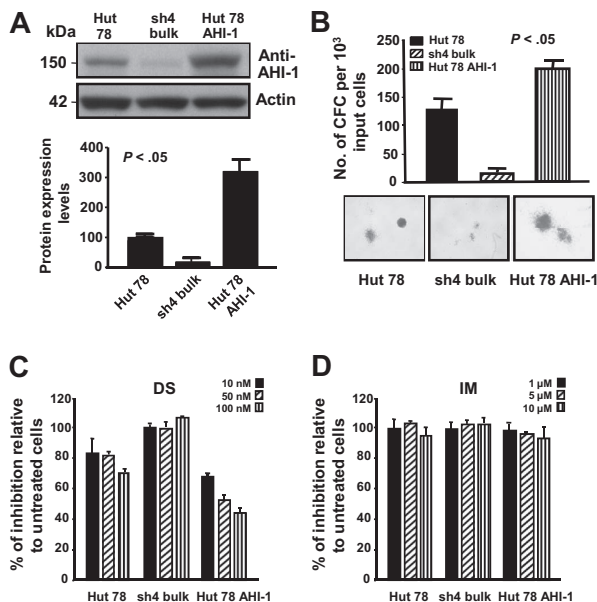 A
kDa
Hut 78
sh4 bulk
Hut 78 AHI-1
150
Anti-AHI-1
42
Actin
Protein expression levels
P < .05
400
300
200
100
0
Hut 78
sh4 bulk
Hut 78 AHI-1
B
Hut 78
sh4 bulk
Hut 78 AHI-1
P < .05
No. of CFC per 10³ input cells
250
200
150
100
50
0
Hut 78
sh4 bulk
Hut 78 AHI-1
C
DS
10 nM
50 nM
100 nM
% of inhibition relative to untreated cells
120
100
80
60
40
20
0
Hut 78
sh4 bulk
Hut 78 AHI-1
D
IM
1 µM
5 µM
10 µM
% of inhibition relative to untreated cells
120
100
80
60
40
20
0
Hut 78
sh4 bulk
Hut 78 AHI-1